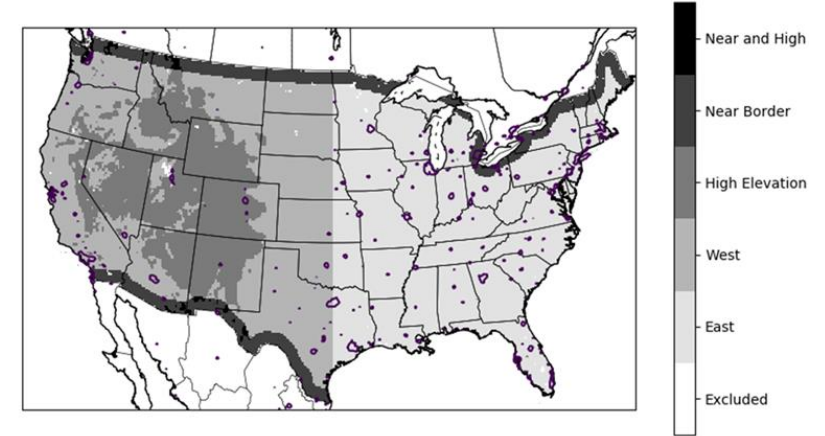 Near and High
Near Border
High Elevation
West
East
Excluded